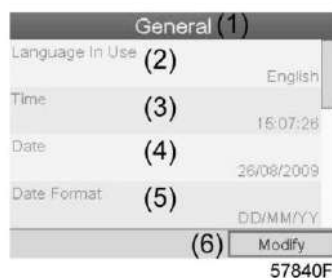 General (1)
Language In Use (2)
English
Time (3)
15:07:26
Date (4)
26/08/2009
Date Format (5)
DD/MM/YY
(6) Modify
57840F